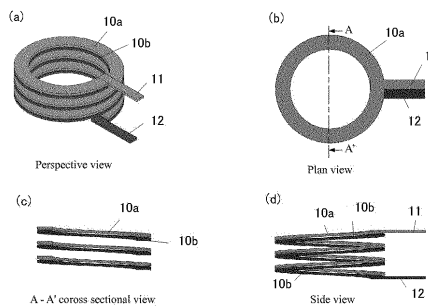 (a)
10a
10b
11
12
Perspective view
(b)
A
10a
12
A'
Plan view
(c)
10a
10b
A - A' coross sectional view
(d)
10a
10b
11
10b
12
Side view